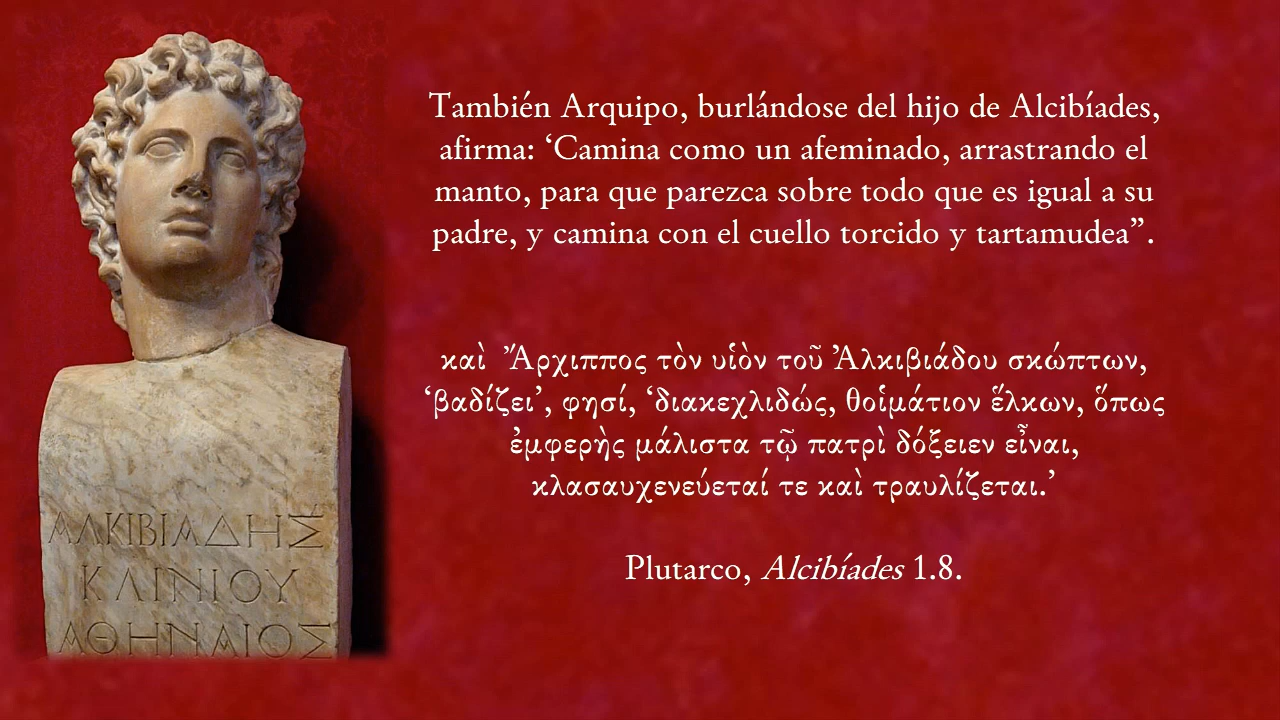 También Arquipo, burlándose del hijo de Alcibíades,
afirma: ‘Camina como un afeminado, arrastrando el
manto, para que parezca sobre todo que es igual a su
padre, y camina con el cuello torcido y tartamudea”.
καὶ Ἄρχιππος τὸν υἱὸν τοῦ Ἀλκιβιάδου σκώπτων,
‘βαδίζει’, φησί, ‘διακεχλιδώς, θοἰμάτιον ἕλκων, ὅπως
ἐμφερὴς μάλιστα τῷ πατρὶ δόξειεν εἶναι,
κλασαυχενεύεταί τε καὶ τραυλίζεται.’
Plutarco, Alcibíades 1.8.
ΑΛΚΙΒΙΑΔΗΣ
ΚΛΙΝΙΟΥ
ΑΘΗΝΑΙΟΣ